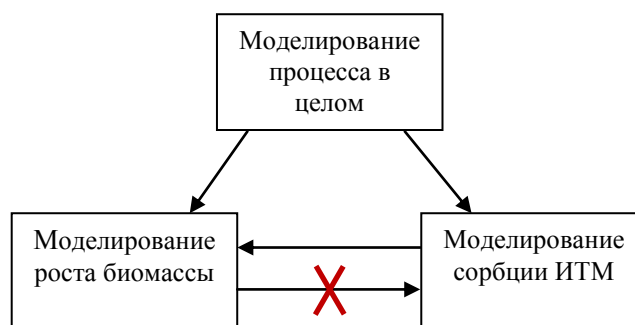 Моделирование
процесса в
целом
Моделирование
роста биомассы
Моделирование
сорбции ИТМ